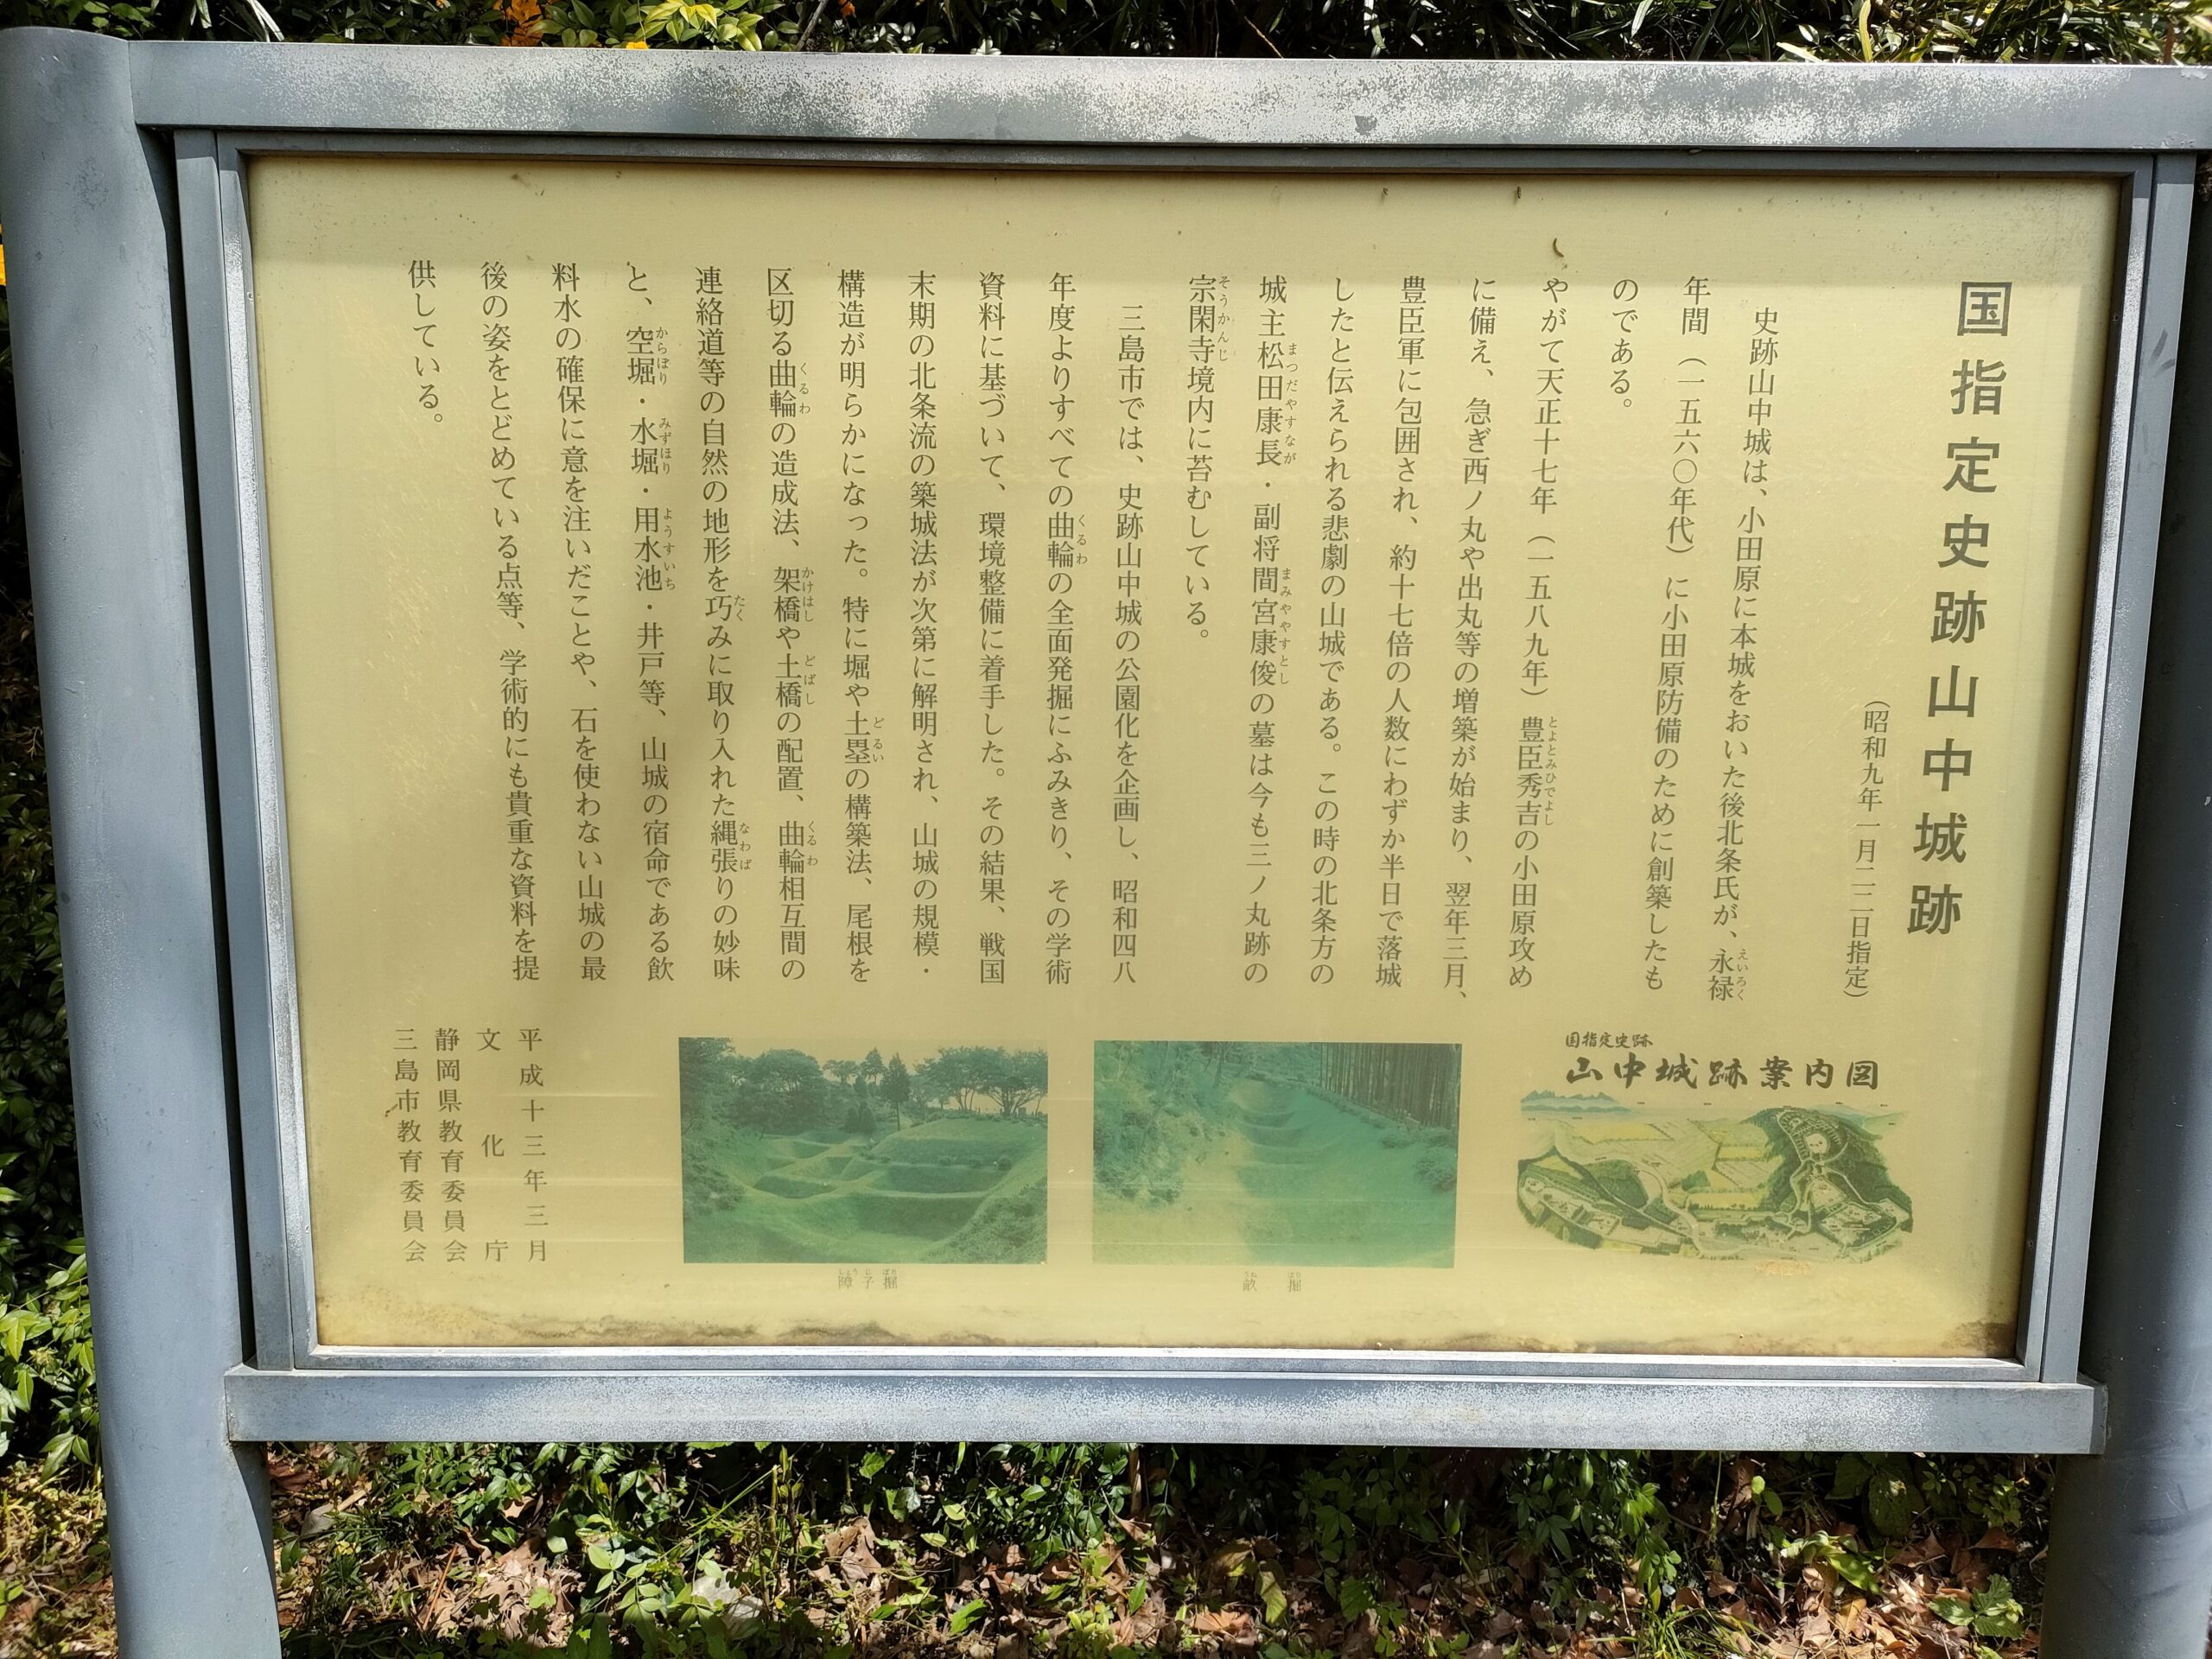 国指定史跡山中城跡
（昭和九年一月二二日指定）
史跡山中城は、小田原に本城をおいた後北条氏が、永禄
年間（一五六〇年代）に小田原防備のために創築したも
のである。
やがて天正十七年（一五八九年）豊臣秀吉の小田原攻め
に備え、急ぎ西ノ丸や出丸等の増築が始まり、翌年三月、
豊臣軍に包囲され、約十七倍の人数にわずか半日で落城
したと伝えられる悲劇の山城である。この時の北条方の
城主松田康長・副将間宮康俊の墓は今も三ノ丸跡の
宗閑寺境内に苔むしている。
三島市では、史跡山中城の公園化を企画し、昭和四八
年度よりすべての曲輪の全面発掘にふみきり、その学術
資料に基づいて、環境整備に着手した。その結果、戦国
末期の北条流の築城法が次第に解明され、山城の規模・
構造が明らかになった。特に堀や土塁の構築法、尾根を
区切る曲輪の造成法、架橋や土橋の配置、曲輪相互間の
連絡道等の自然の地形を巧みに取り入れた縄張りの妙味
と、空堀・水堀・用水池・井戸等、山城の宿命である飲
料水の確保に意を注いだことや、石を使わない山城の最
後の姿をとどめている点等、学術的にも貴重な資料を提
供している。
国指定史跡
山中城跡案内図
畝堀
障子堀
平成十三年三月
文化庁
静岡県教育委員会
三島市教育委員会